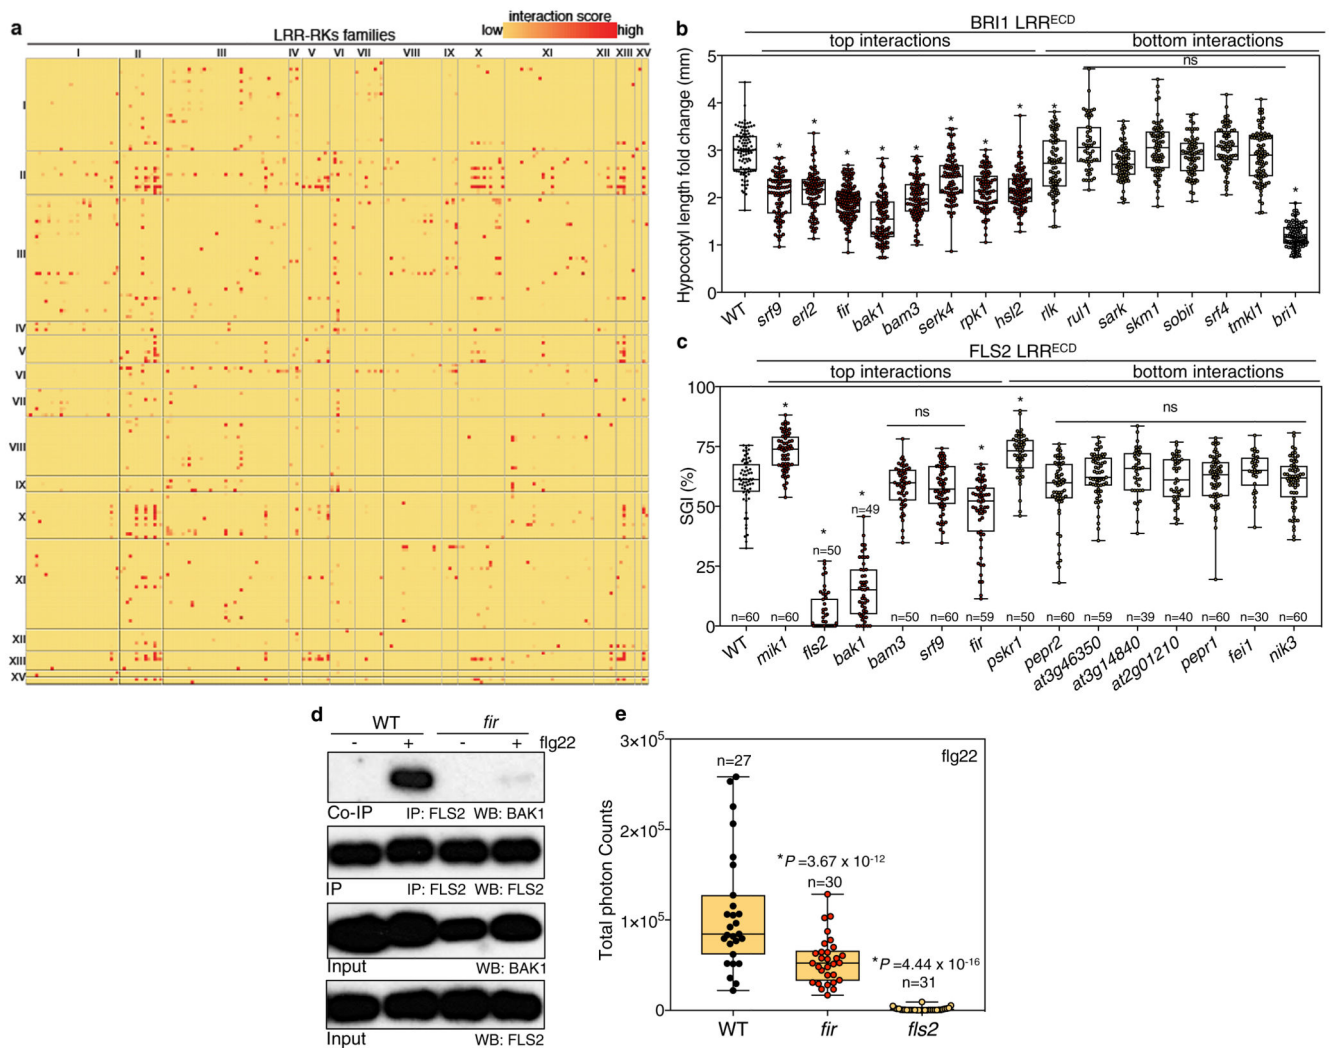 a
interaction score
low high
LRR-RKs families
I II III IV V VI VII VIII IX X XI XII XIII XV
I
II
III
IV
V
VI
VII
VIII
IX
X
XI
XII
XIII
XV
b
BRI1 LRR^ECD
top interactions bottom interactions
ns
Hypocotyl length fold change (mm)
5
4
3
2
1
0
* * * * * * * * * *
WT srf9 erl2 fir bak1 bam3 serk4 rpk1 hsl2 rlk rul1 sark skm1 sobir srf4 tmkl1 bri1
c
FLS2 LRR^ECD
top interactions bottom interactions
SGI (%)
100
75
50
25
0
* * * ns * * ns
n=50 n=49
n=60 n=60 n=50 n=60 n=59 n=50 n=60 n=59 n=39 n=40 n=60 n=30 n=60
WT mik1 fls2 bak1 bam3 srf9 fir pskr1 pepr2 at3g46350 at3g14840 at2g01210 pepr1 fei1 nik3
d
WT fir
- + - + flg22
Co-IP IP: FLS2 WB: BAK1
IP IP: FLS2 WB: FLS2
Input WB: BAK1
Input WB: FLS2
e
flg22
Total photon Counts
3×10⁵
2×10⁵
1×10⁵
0
n=27
*P =3.67 x 10⁻¹²
n=30
*P =4.44 x 10⁻¹⁶
n=31
WT fir fls2